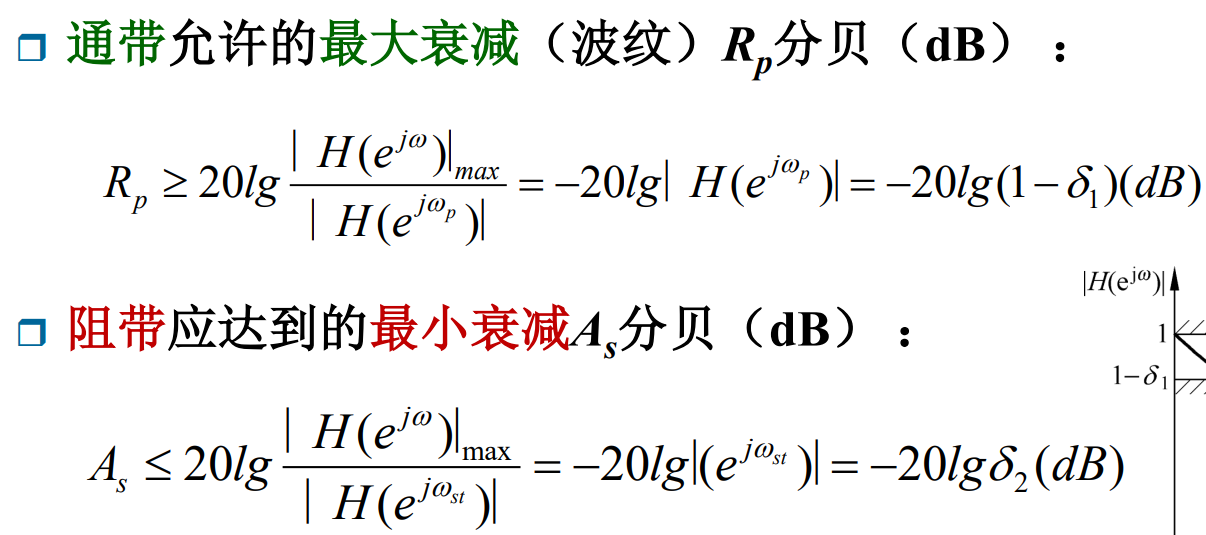 通带允许的最大衰减（波纹）Rp分贝（dB）：
Rp ≥ 20lg |H(e^{jω})|max / |H(e^{jωp})| = −20lg|H(e^{jωp})| = −20lg(1−δ1)(dB)
阻带应达到的最小衰减As分贝（dB）：
|H(e^{jω})|
1
1−δ1
As ≤ 20lg |H(e^{jω})|max / |H(e^{jωst})| = −20lg|(e^{jωst})| = −20lgδ2(dB)